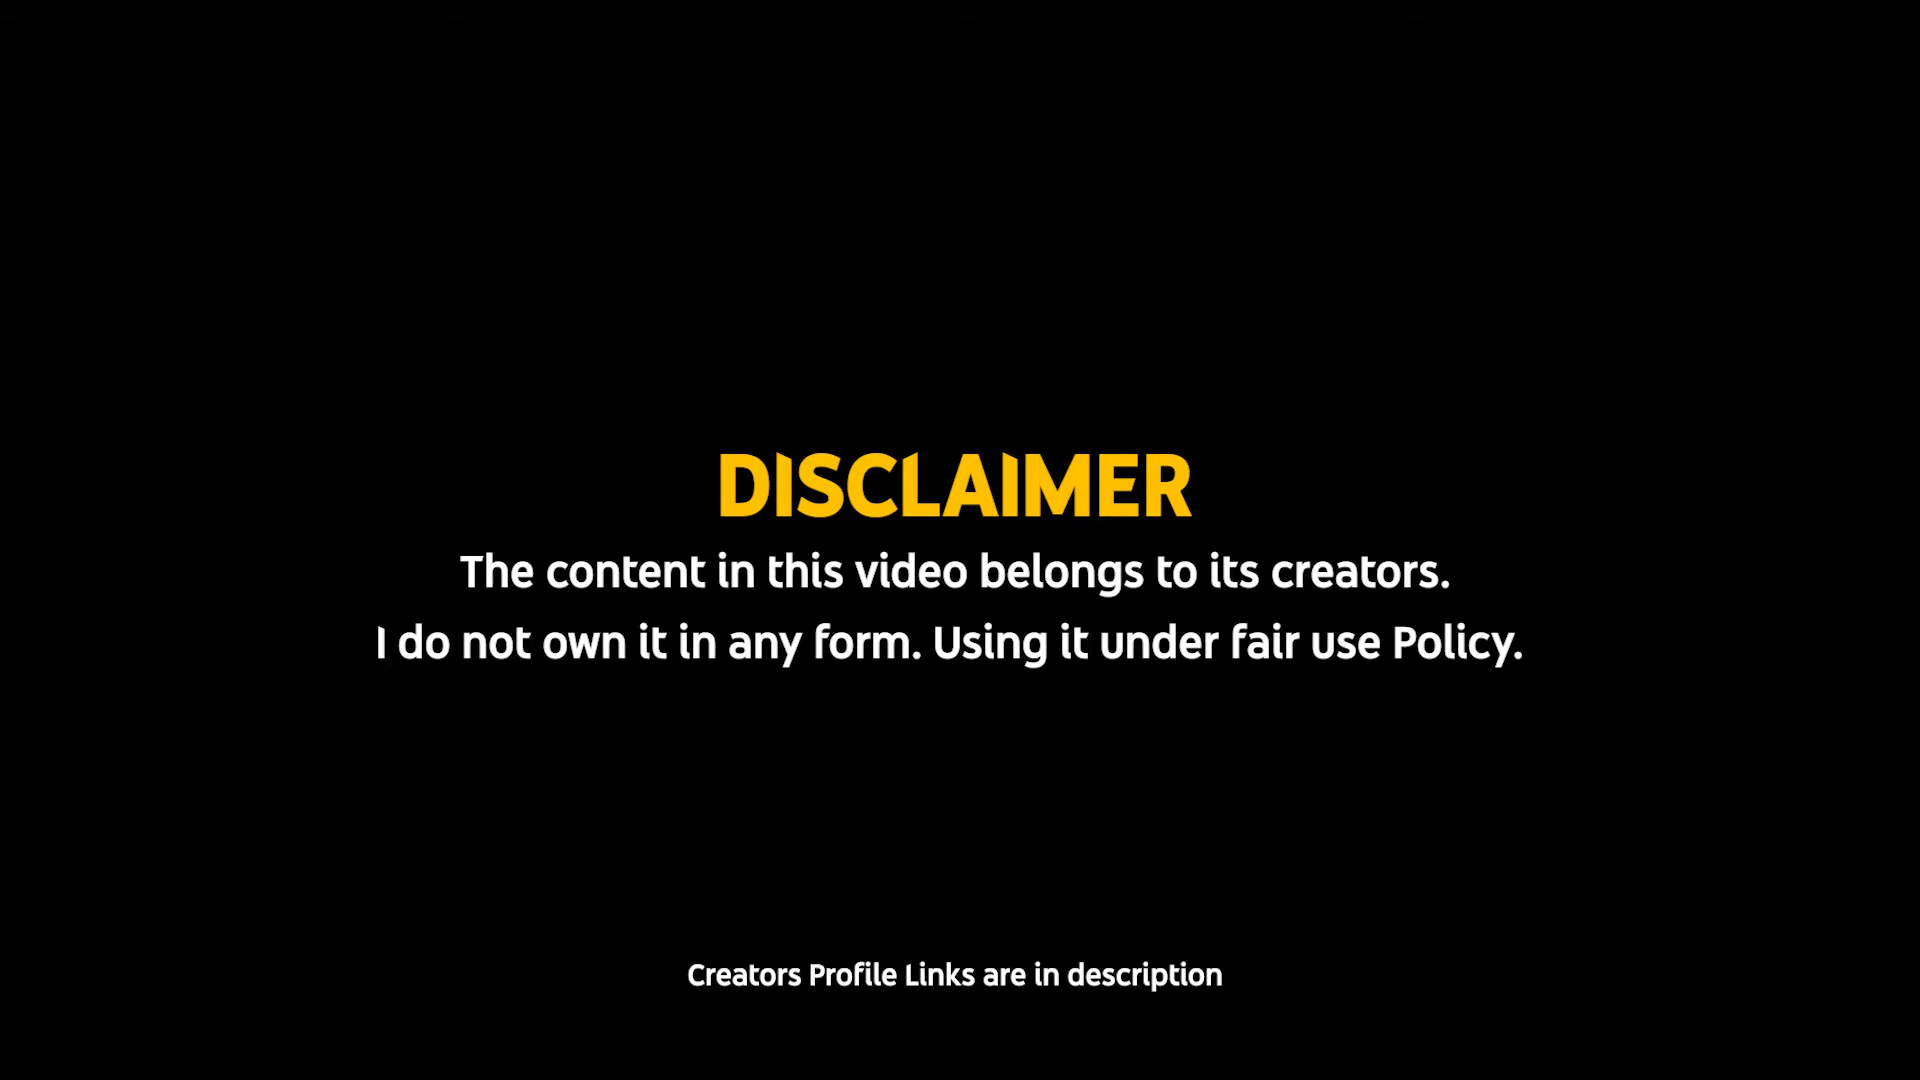 DISCLAIMER
The content in this video belongs to its creators.
I do not own it in any form. Using it under fair use Policy.
Creators Profile Links are in description